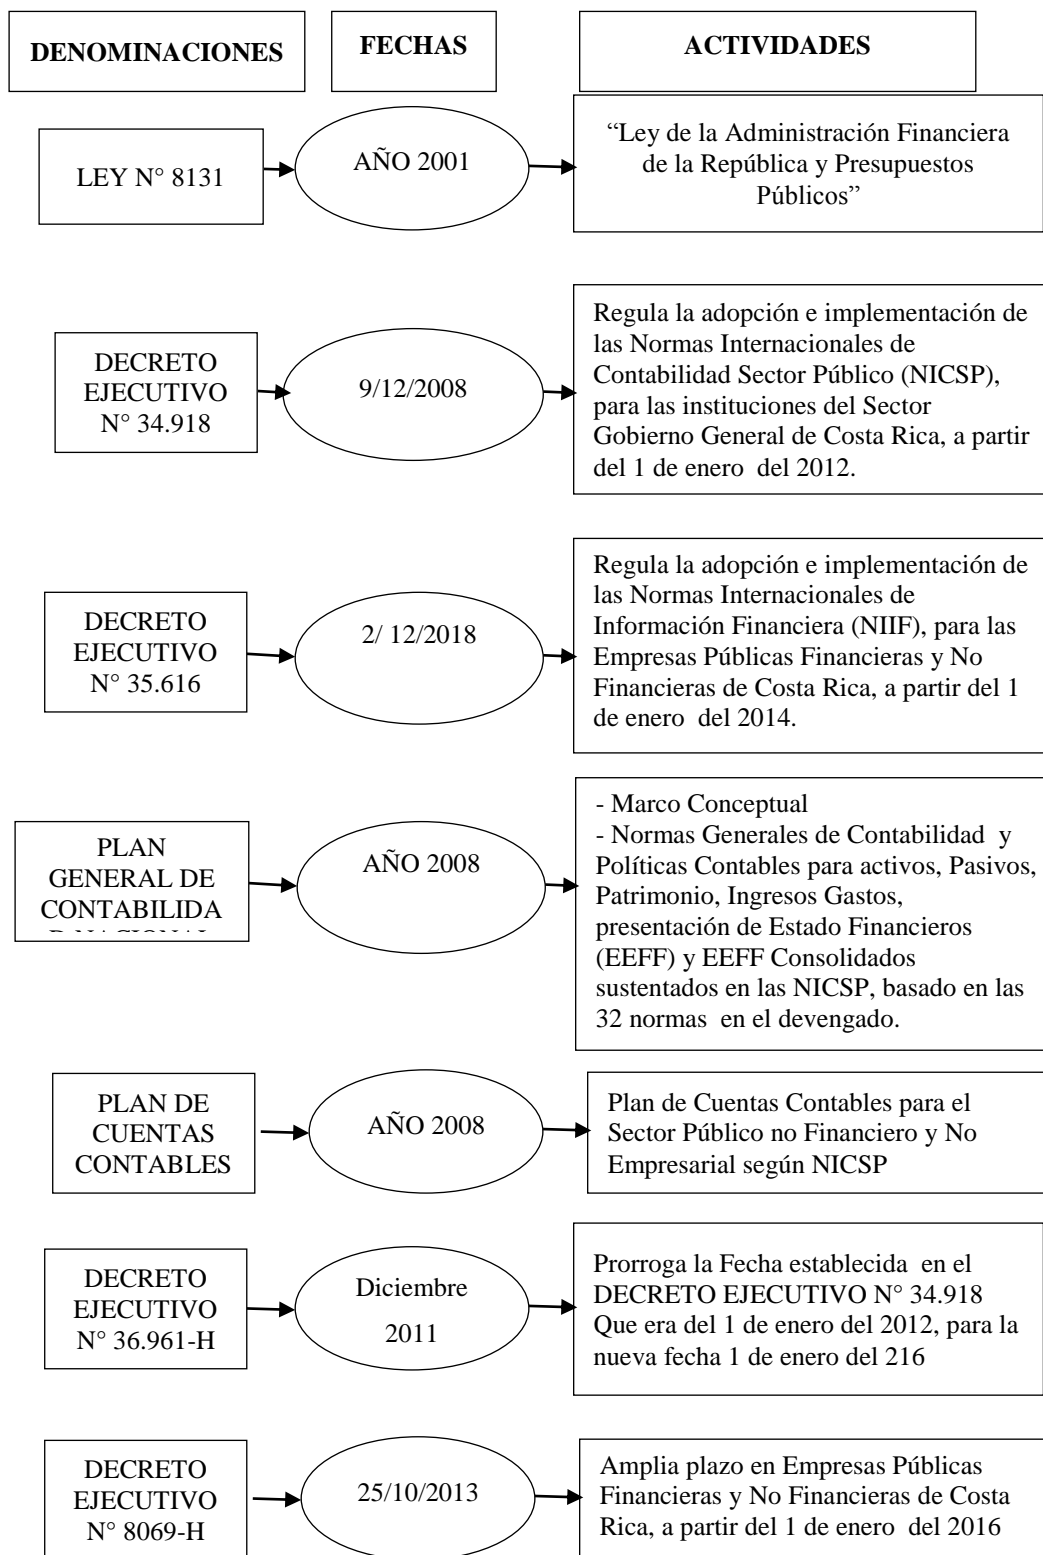 DENOMINACIONES
FECHAS
ACTIVIDADES
LEY N° 8131
AÑO 2001
“Ley de la Administración Financiera
de la República y Presupuestos
Públicos”
DECRETO
EJECUTIVO
N° 34.918
9/12/2008
Regula la adopción e implementación de
las Normas Internacionales de
Contabilidad Sector Público (NICSP),
para las instituciones del Sector
Gobierno General de Costa Rica, a partir
del 1 de enero  del 2012.
DECRETO
EJECUTIVO
N° 35.616
2/ 12/2018
Regula la adopción e implementación de
las Normas Internacionales de
Información Financiera (NIIF), para las
Empresas Públicas Financieras y No
Financieras de Costa Rica, a partir del 1
de enero  del 2014.
PLAN
GENERAL DE
CONTABILIDA
D NACIONAL
AÑO 2008
- Marco Conceptual
- Normas Generales de Contabilidad  y
Políticas Contables para activos, Pasivos,
Patrimonio, Ingresos Gastos,
presentación de Estado Financieros
(EEFF) y EEFF Consolidados
sustentados en las NICSP, basado en las
32 normas  en el devengado.
PLAN DE
CUENTAS
CONTABLES
AÑO 2008
Plan de Cuentas Contables para el
Sector Público no Financiero y No
Empresarial según NICSP
DECRETO
EJECUTIVO
N° 36.961-H
Diciembre
2011
Prorroga la Fecha establecida  en el
DECRETO EJECUTIVO N° 34.918
Que era del 1 de enero del 2012, para la
nueva fecha 1 de enero del 216
DECRETO
EJECUTIVO
N° 8069-H
25/10/2013
Amplia plazo en Empresas Públicas
Financieras y No Financieras de Costa
Rica, a partir del 1 de enero  del 2016